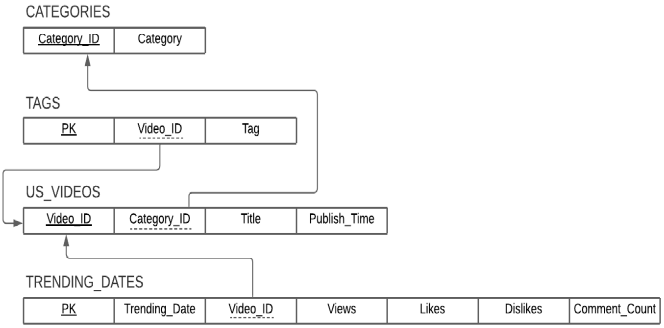 CATEGORIES
Category_ID Category
TAGS
PK Video_ID Tag
US_VIDEOS
Video_ID Category_ID Title Publish_Time
TRENDING_DATES
PK Trending_Date Video_ID Views Likes Dislikes Comment_Count